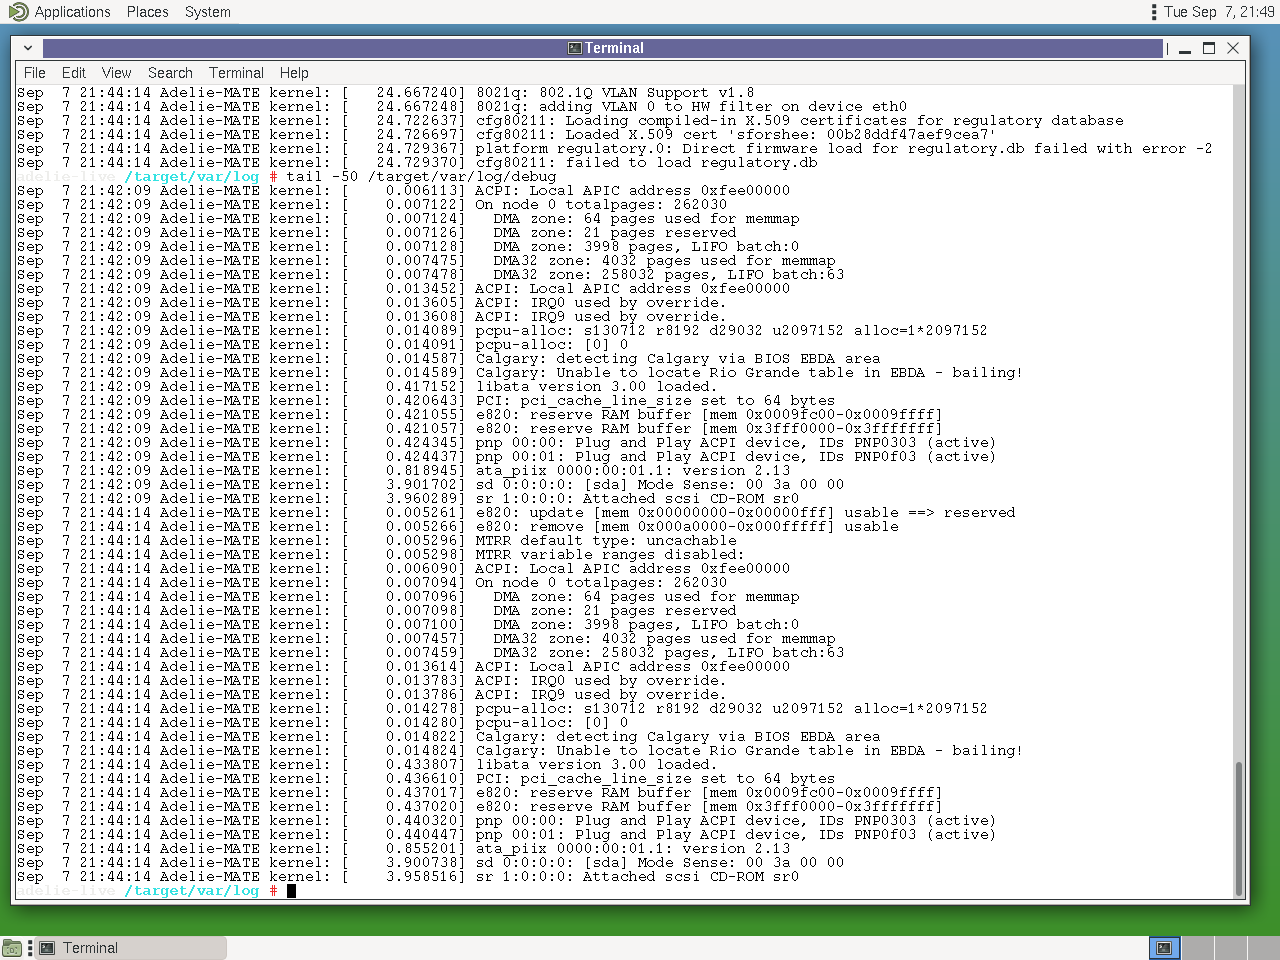 Applications Places System Tue Sep 7, 21:49
Terminal
File Edit View Search Terminal Help
Sep  7 21:44:14 Adelie-MATE kernel: [   24.667240] 8021q: 802.1Q VLAN Support v1.8
Sep  7 21:44:14 Adelie-MATE kernel: [   24.667248] 8021q: adding VLAN 0 to HW filter on device eth0
Sep  7 21:44:14 Adelie-MATE kernel: [   24.722637] cfg80211: Loading compiled-in X.509 certificates for regulatory database
Sep  7 21:44:14 Adelie-MATE kernel: [   24.726697] cfg80211: Loaded X.509 cert 'sforshee: 00b28ddf47aef9cea7'
Sep  7 21:44:14 Adelie-MATE kernel: [   24.729367] platform regulatory.0: Direct firmware load for regulatory.db failed with error -2
Sep  7 21:44:14 Adelie-MATE kernel: [   24.729370] cfg80211: failed to load regulatory.db
adelie-live /target/var/log # tail -50 /target/var/log/debug
Sep  7 21:42:09 Adelie-MATE kernel: [    0.006113] ACPI: Local APIC address 0xfee00000
Sep  7 21:42:09 Adelie-MATE kernel: [    0.007122] On node 0 totalpages: 262030
Sep  7 21:42:09 Adelie-MATE kernel: [    0.007124]   DMA zone: 64 pages used for memmap
Sep  7 21:42:09 Adelie-MATE kernel: [    0.007126]   DMA zone: 21 pages reserved
Sep  7 21:42:09 Adelie-MATE kernel: [    0.007128]   DMA zone: 3998 pages, LIFO batch:0
Sep  7 21:42:09 Adelie-MATE kernel: [    0.007475]   DMA32 zone: 4032 pages used for memmap
Sep  7 21:42:09 Adelie-MATE kernel: [    0.007478]   DMA32 zone: 258032 pages, LIFO batch:63
Sep  7 21:42:09 Adelie-MATE kernel: [    0.013452] ACPI: Local APIC address 0xfee00000
Sep  7 21:42:09 Adelie-MATE kernel: [    0.013605] ACPI: IRQ0 used by override.
Sep  7 21:42:09 Adelie-MATE kernel: [    0.013608] ACPI: IRQ9 used by override.
Sep  7 21:42:09 Adelie-MATE kernel: [    0.014089] pcpu-alloc: s130712 r8192 d29032 u2097152 alloc=1*2097152
Sep  7 21:42:09 Adelie-MATE kernel: [    0.014091] pcpu-alloc: [0] 0
Sep  7 21:42:09 Adelie-MATE kernel: [    0.014587] Calgary: detecting Calgary via BIOS EBDA area
Sep  7 21:42:09 Adelie-MATE kernel: [    0.014589] Calgary: Unable to locate Rio Grande table in EBDA - bailing!
Sep  7 21:42:09 Adelie-MATE kernel: [    0.417152] libata version 3.00 loaded.
Sep  7 21:42:09 Adelie-MATE kernel: [    0.420643] PCI: pci_cache_line_size set to 64 bytes
Sep  7 21:42:09 Adelie-MATE kernel: [    0.421055] e820: reserve RAM buffer [mem 0x0009fc00-0x0009ffff]
Sep  7 21:42:09 Adelie-MATE kernel: [    0.421057] e820: reserve RAM buffer [mem 0x3fff0000-0x3fffffff]
Sep  7 21:42:09 Adelie-MATE kernel: [    0.424345] pnp 00:00: Plug and Play ACPI device, IDs PNP0303 (active)
Sep  7 21:42:09 Adelie-MATE kernel: [    0.424437] pnp 00:01: Plug and Play ACPI device, IDs PNP0f03 (active)
Sep  7 21:42:09 Adelie-MATE kernel: [    0.818945] ata_piix 0000:00:01.1: version 2.13
Sep  7 21:42:09 Adelie-MATE kernel: [    3.901702] sd 0:0:0:0: [sda] Mode Sense: 00 3a 00 00
Sep  7 21:42:09 Adelie-MATE kernel: [    3.960289] sr 1:0:0:0: Attached scsi CD-ROM sr0
Sep  7 21:44:14 Adelie-MATE kernel: [    0.005261] e820: update [mem 0x00000000-0x00000fff] usable ==> reserved
Sep  7 21:44:14 Adelie-MATE kernel: [    0.005266] e820: remove [mem 0x000a0000-0x000fffff] usable
Sep  7 21:44:14 Adelie-MATE kernel: [    0.005296] MTRR default type: uncachable
Sep  7 21:44:14 Adelie-MATE kernel: [    0.005298] MTRR variable ranges disabled:
Sep  7 21:44:14 Adelie-MATE kernel: [    0.006090] ACPI: Local APIC address 0xfee00000
Sep  7 21:44:14 Adelie-MATE kernel: [    0.007094] On node 0 totalpages: 262030
Sep  7 21:44:14 Adelie-MATE kernel: [    0.007096]   DMA zone: 64 pages used for memmap
Sep  7 21:44:14 Adelie-MATE kernel: [    0.007098]   DMA zone: 21 pages reserved
Sep  7 21:44:14 Adelie-MATE kernel: [    0.007100]   DMA zone: 3998 pages, LIFO batch:0
Sep  7 21:44:14 Adelie-MATE kernel: [    0.007457]   DMA32 zone: 4032 pages used for memmap
Sep  7 21:44:14 Adelie-MATE kernel: [    0.007459]   DMA32 zone: 258032 pages, LIFO batch:63
Sep  7 21:44:14 Adelie-MATE kernel: [    0.013614] ACPI: Local APIC address 0xfee00000
Sep  7 21:44:14 Adelie-MATE kernel: [    0.013783] ACPI: IRQ0 used by override.
Sep  7 21:44:14 Adelie-MATE kernel: [    0.013786] ACPI: IRQ9 used by override.
Sep  7 21:44:14 Adelie-MATE kernel: [    0.014278] pcpu-alloc: s130712 r8192 d29032 u2097152 alloc=1*2097152
Sep  7 21:44:14 Adelie-MATE kernel: [    0.014280] pcpu-alloc: [0] 0
Sep  7 21:44:14 Adelie-MATE kernel: [    0.014822] Calgary: detecting Calgary via BIOS EBDA area
Sep  7 21:44:14 Adelie-MATE kernel: [    0.014824] Calgary: Unable to locate Rio Grande table in EBDA - bailing!
Sep  7 21:44:14 Adelie-MATE kernel: [    0.433807] libata version 3.00 loaded.
Sep  7 21:44:14 Adelie-MATE kernel: [    0.436610] PCI: pci_cache_line_size set to 64 bytes
Sep  7 21:44:14 Adelie-MATE kernel: [    0.437017] e820: reserve RAM buffer [mem 0x0009fc00-0x0009ffff]
Sep  7 21:44:14 Adelie-MATE kernel: [    0.437020] e820: reserve RAM buffer [mem 0x3fff0000-0x3fffffff]
Sep  7 21:44:14 Adelie-MATE kernel: [    0.440320] pnp 00:00: Plug and Play ACPI device, IDs PNP0303 (active)
Sep  7 21:44:14 Adelie-MATE kernel: [    0.440447] pnp 00:01: Plug and Play ACPI device, IDs PNP0f03 (active)
Sep  7 21:44:14 Adelie-MATE kernel: [    0.855201] ata_piix 0000:00:01.1: version 2.13
Sep  7 21:44:14 Adelie-MATE kernel: [    3.900738] sd 0:0:0:0: [sda] Mode Sense: 00 3a 00 00
Sep  7 21:44:14 Adelie-MATE kernel: [    3.958516] sr 1:0:0:0: Attached scsi CD-ROM sr0
adelie-live /target/var/log #
Terminal